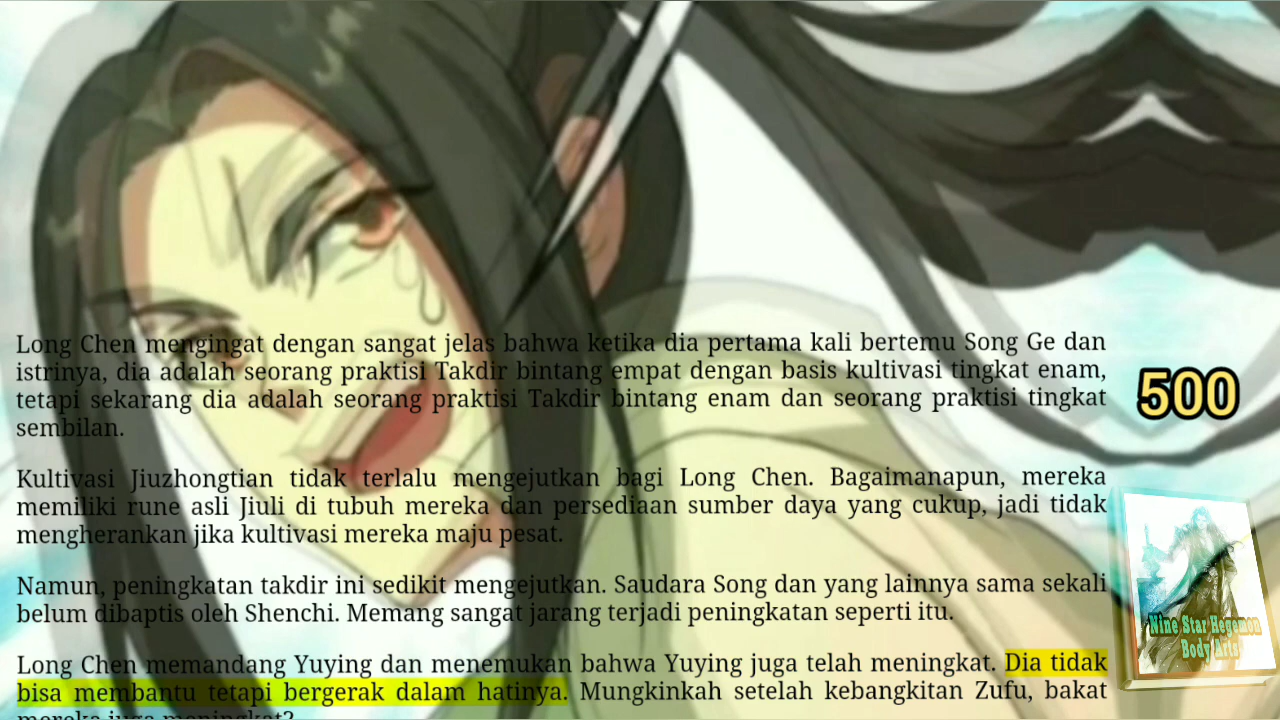 Long Chen mengingat dengan sangat jelas bahwa ketika dia pertama kali bertemu Song Ge dan
istrinya, dia adalah seorang praktisi Takdir bintang empat dengan basis kultivasi tingkat enam,
tetapi sekarang dia adalah seorang praktisi Takdir bintang enam dan seorang praktisi tingkat
sembilan.
Kultivasi Jiuzhongtian tidak terlalu mengejutkan bagi Long Chen. Bagaimanapun, mereka
memiliki rune asli Jiuli di tubuh mereka dan persediaan sumber daya yang cukup, jadi tidak
mengherankan jika kultivasi mereka maju pesat.
Namun, peningkatan takdir ini sedikit mengejutkan. Saudara Song dan yang lainnya sama sekali
belum dibaptis oleh Shenchi. Memang sangat jarang terjadi peningkatan seperti itu.
Long Chen memandang Yuying dan menemukan bahwa Yuying juga telah meningkat. Dia tidak
bisa membantu tetapi bergerak dalam hatinya. Mungkinkah setelah kebangkitan Zufu, bakat
mereka juga meningkat?
500
Nine Star Hegemon
Body Arts